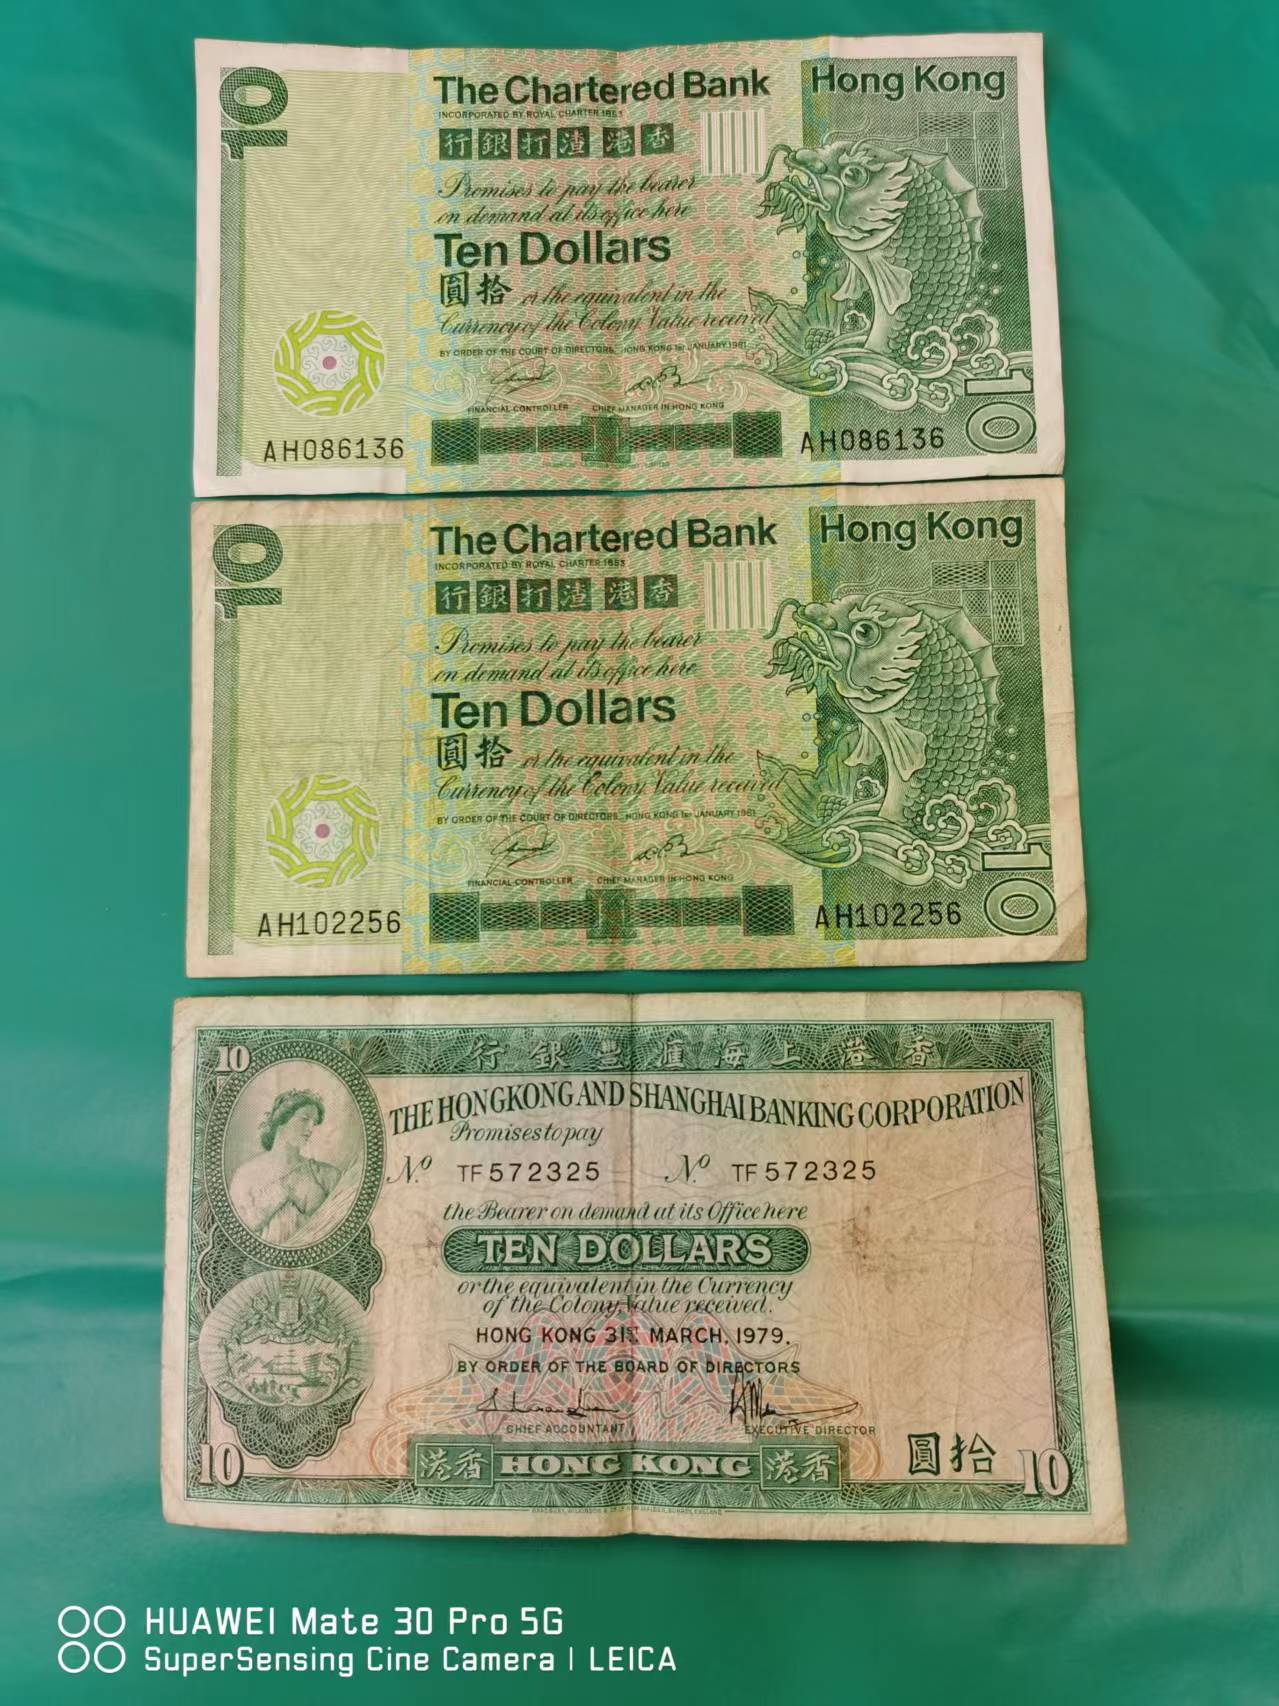 10
The Chartered Bank
Hong Kong
INCORPORATED BY ROYAL CHARTER 1853
行銀打渣港香
Promises to pay the bearer
on demand at its office here
Ten Dollars
圓拾 or the equivalent in the
Currency of the Colony, Value received
BY ORDER OF THE COURT OF DIRECTORS, HONG KONG 1ST JANUARY 1981
FINANCIAL CONTROLLER CHIEF MANAGER IN HONG KONG
10
AH086136 AH086136
10
The Chartered Bank
Hong Kong
INCORPORATED BY ROYAL CHARTER 1853
行銀打渣港香
Promises to pay the bearer
on demand at its office here
Ten Dollars
圓拾 or the equivalent in the
Currency of the Colony, Value received
BY ORDER OF THE COURT OF DIRECTORS, HONG KONG 1ST JANUARY 1981
FINANCIAL CONTROLLER CHIEF MANAGER IN HONG KONG
10
AH102256 AH102256
10
行銀豐滙海上港香
THE HONGKONG AND SHANGHAI BANKING CORPORATION
Promises to pay
No. TF 572325 No. TF 572325
the Bearer on demand at its Office here
TEN DOLLARS
or the equivalent in the Currency
of the Colony, Value received.
HONG KONG 31ST MARCH, 1979.
BY ORDER OF THE BOARD OF DIRECTORS
CHIEF ACCOUNTANT EXECUTIVE DIRECTOR
10 港香 HONG KONG 港香 圓拾 10
HUAWEI Mate 30 Pro 5G
SuperSensing Cine Camera | LEICA